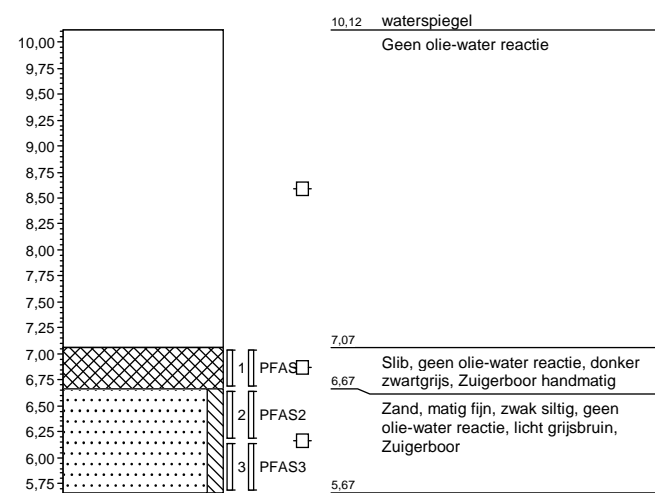 10,12 waterspiegel
Geen olie-water reactie
10,00
9,75
9,50
9,25
9,00
8,75
8,50
8,25
8,00
7,75
7,50
7,25
7,00
6,75
6,50
6,25
6,00
5,75
1 PFAS
2 PFAS2
3 PFAS3
7,07
Slib, geen olie-water reactie, donker
zwartgrijs, Zuigerboor handmatig
6,67
Zand, matig fijn, zwak siltig, geen
olie-water reactie, licht grijsbruin,
Zuigerboor
5,67